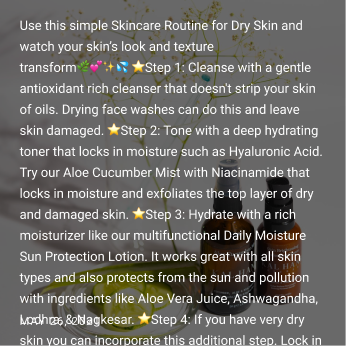 Use this simple Skincare Routine for Dry Skin and
watch your skin's look and texture
transform🌿💕✨💦 ⭐Step 1: Cleanse with a gentle
antioxidant rich cleanser that doesn't strip your skin
of oils. Drying face washes can do this and leave
skin damaged. ⭐Step 2: Tone with a deep hydrating
toner that locks in moisture such as Hyaluronic Acid.
Try our Aloe Cucumber Mist with Niacinamide that
locks in moisture and exfoliates the top layer of dry
and damaged skin. ⭐Step 3: Hydrate with a rich
moisturizer like our multifunctional Daily Moisture
Sun Protection Lotion. It works great with all skin
types and also protects from the sun and pollution
with ingredients like Aloe Vera Juice, Ashwagandha,
Lodhra, & Nagkesar. ⭐Step 4: If you have very dry
skin you can incorporate this additional step. Lock in